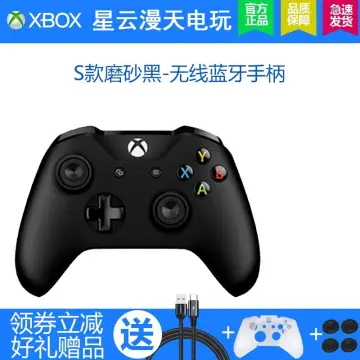 XBOX 星云漫天电玩 官方正品 品质保障 急速发货
S款磨砂黑-无线蓝牙手柄
Y
X B
A
领券立减
好礼赠品 送 + +